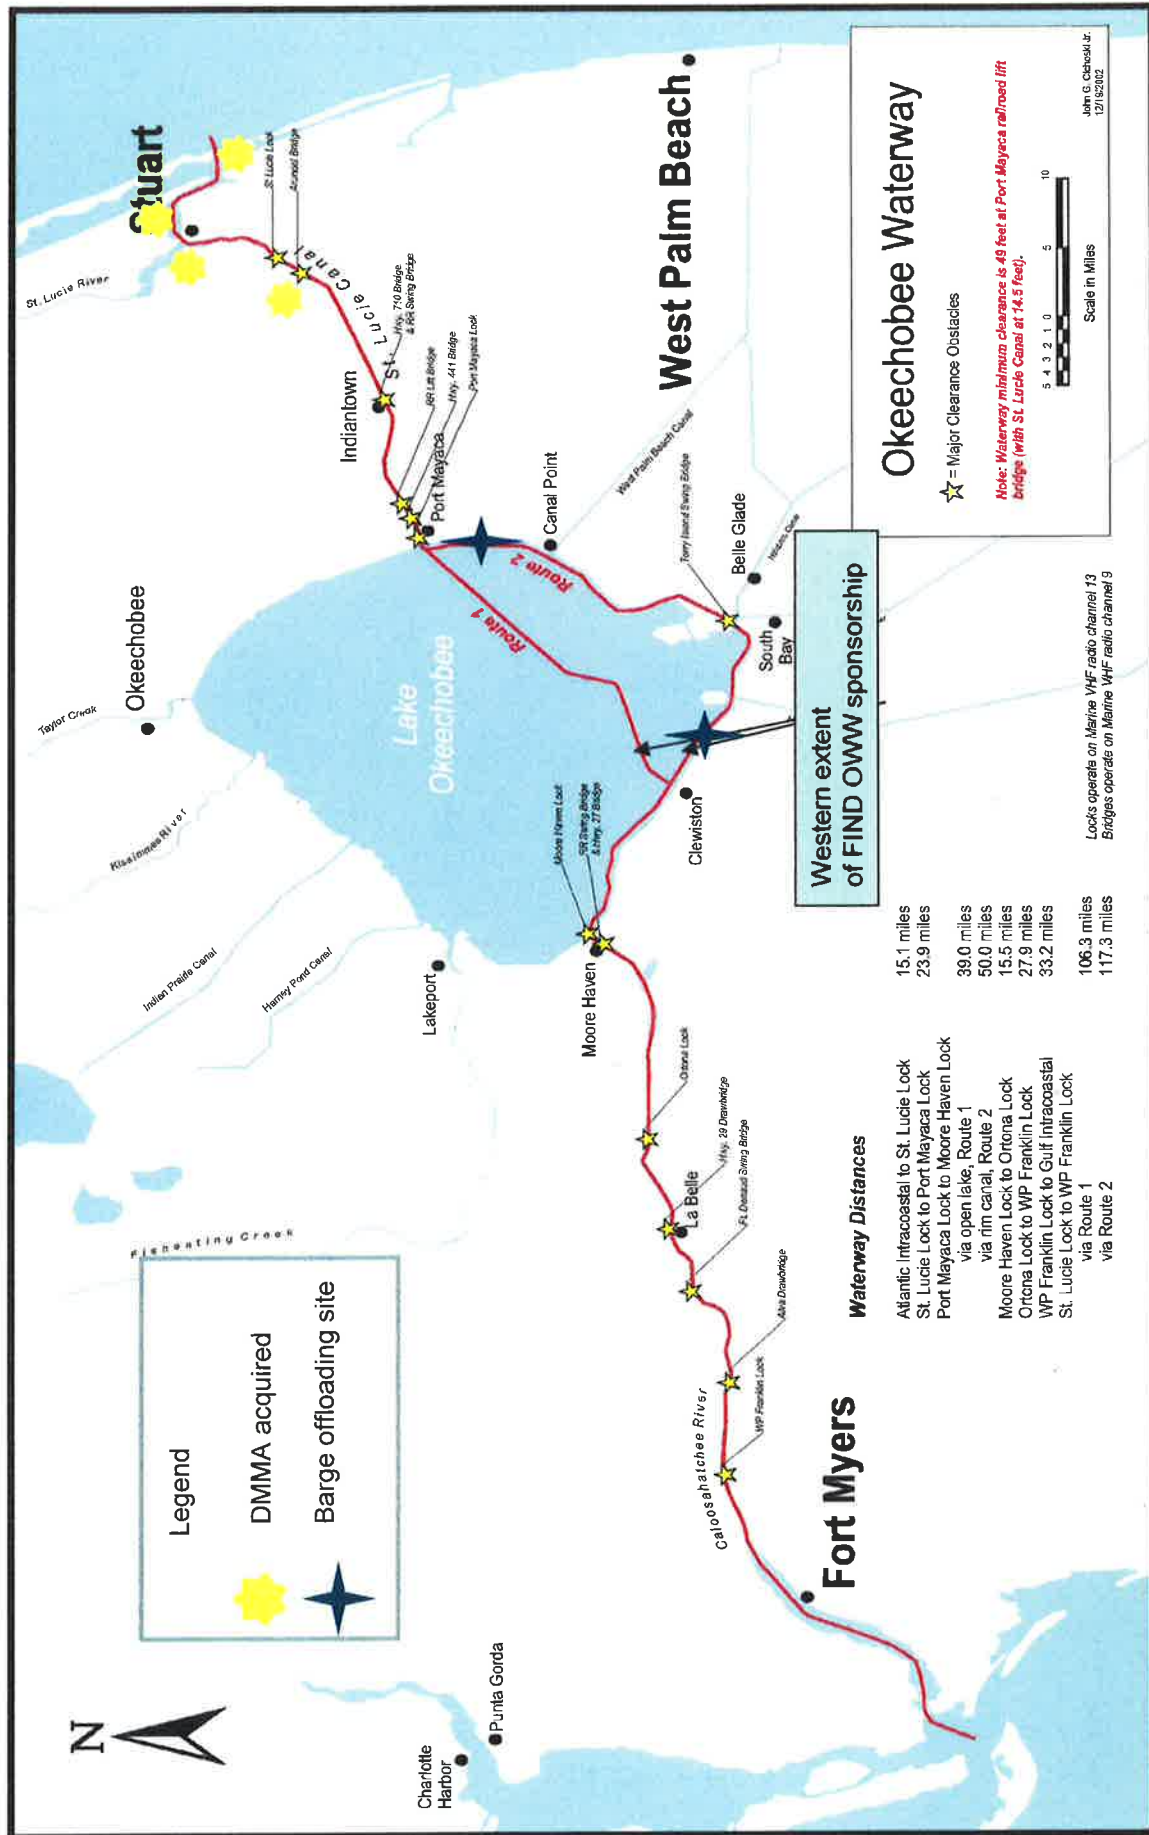 N
Legend
DMMA acquired
Barge offloading site
Charlotte
Harbor
Punta Gorda
Fort Myers
Caloosahatchee River
WP Franklin Lock
Alva Drawbridge
Ft. Denaud Swing Bridge
Hwy. 29 Drawbridge
La Belle
Ortona Lock
Fisheating Creek
Lakeport
Harney Pond Canal
Indian Prairie Canal
Kissimmee River
Taylor Creek
Okeechobee
Lake
Okeechobee
Moore Haven
Moore Haven Lock
RR Swing Bridge
& Hwy. 27 Bridge
Clewiston
Route 1
Route 2
South
Bay
Belle Glade
Torry Island Swing Bridge
Canal Point
West Palm Beach Canal
Port Mayaca
Port Mayaca Lock
Hwy. 441 Bridge
RR Lift Bridge
Indiantown
Hwy. 710 Bridge
& RR Swing Bridge
St. Lucie Canal
St. Lucie River
St Lucie Lock
Stuart
West Palm Beach
Western extent
of FIND OWW sponsorship
Okeechobee Waterway
= Major Clearance Obstacles
Note: Waterway minimum clearance is 49 feet at Port Mayaca railroad lift
bridge (with St. Lucie Canal at 14.5 feet).
5 4 3 2 1 0 5 10
Scale in Miles
12/19/2002
Waterway Distances
Atlantic Intracoastal to St. Lucie Lock 15.1 miles
St. Lucie Lock to Port Mayaca Lock 23.9 miles
Port Mayaca Lock to Moore Haven Lock
via open lake, Route 1 39.0 miles
via rim canal, Route 2 50.0 miles
Moore Haven Lock to Ortona Lock 15.5 miles
Ortona Lock to WP Franklin Lock 27.9 miles
WP Franklin Lock to Gulf Intracoastal 33.2 miles
St. Lucie Lock to WP Franklin Lock
via Route 1 106.3 miles
via Route 2 117.3 miles
Locks operate on Marine VHF radio channel 13
Bridges operate on Marine VHF radio channel 9